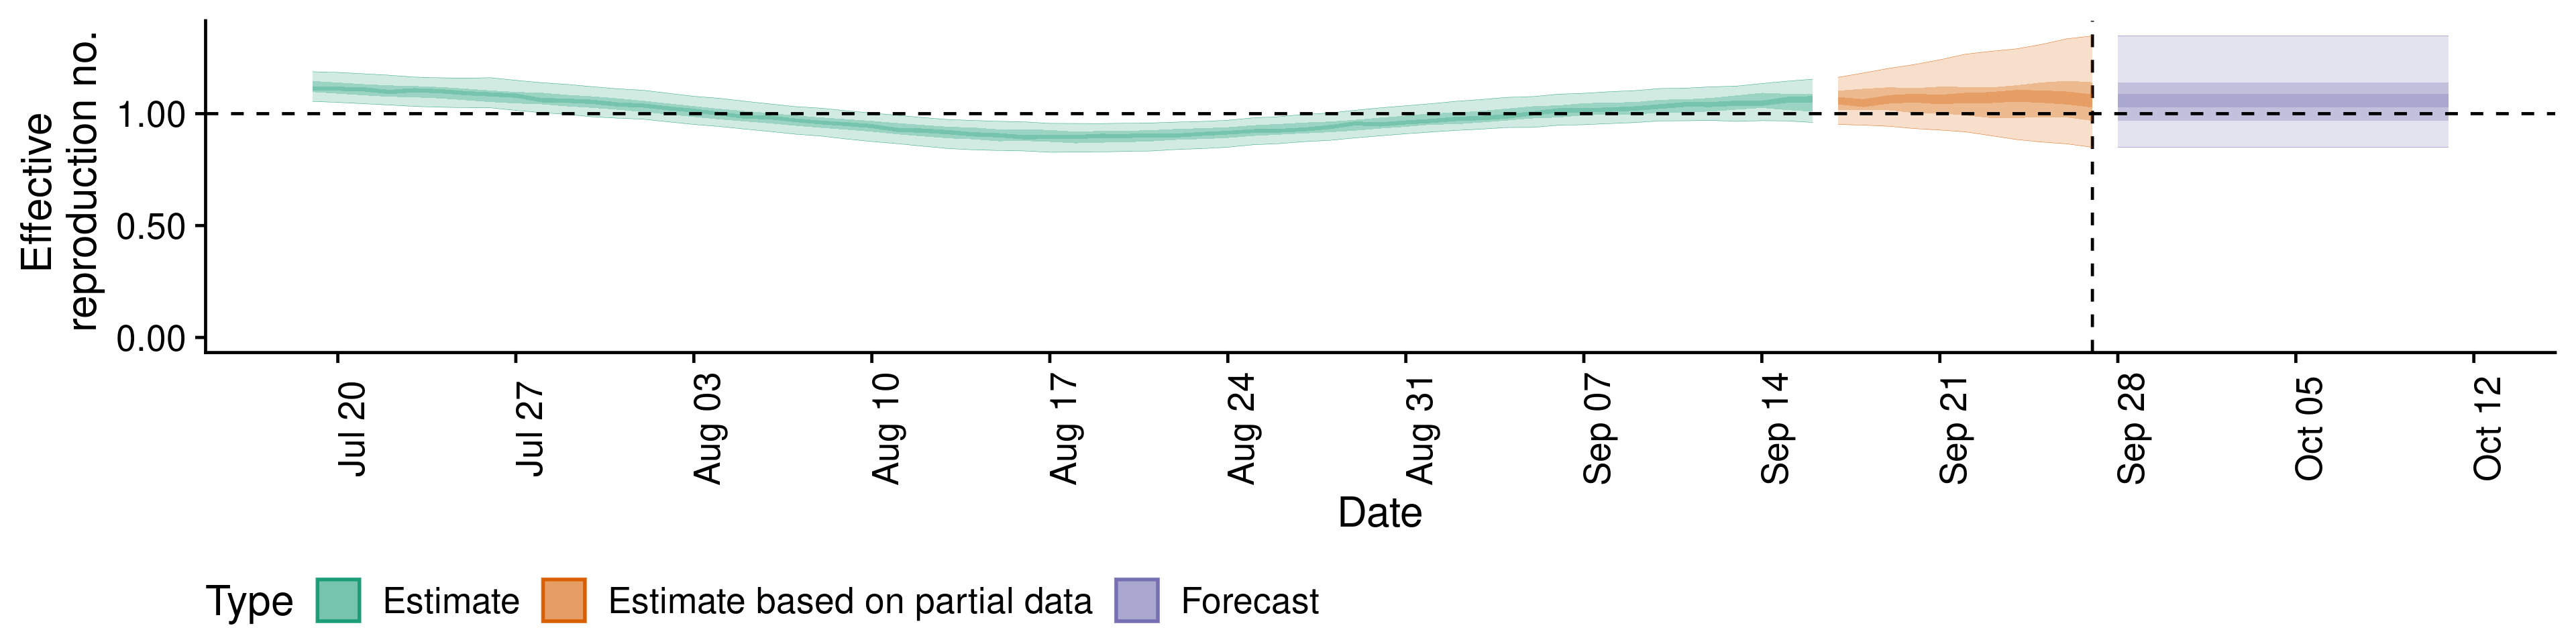 Effective
reproduction no.
1.00
0.50
0.00
Jul 20
Jul 27
Aug 03
Aug 10
Aug 17
Aug 24
Aug 31
Sep 07
Sep 14
Sep 21
Sep 28
Oct 05
Oct 12
Date
Type Estimate Estimate based on partial data Forecast